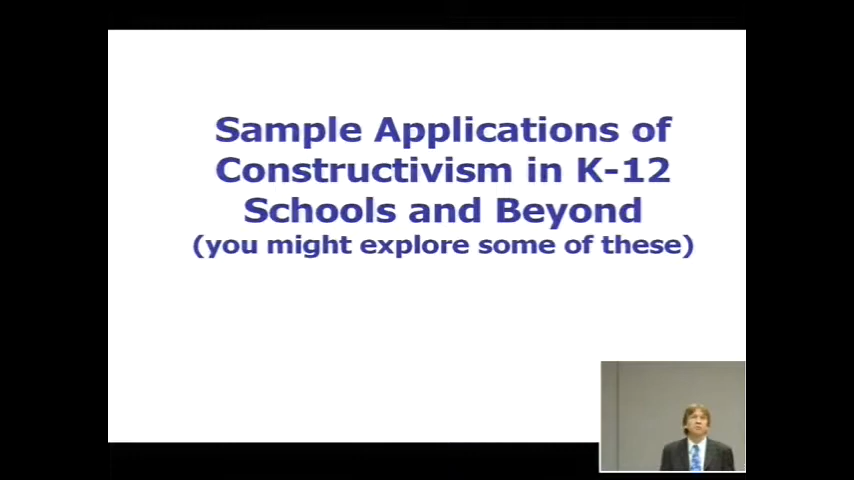 Sample Applications of
Constructivism in K-12
Schools and Beyond
(you might explore some of these)